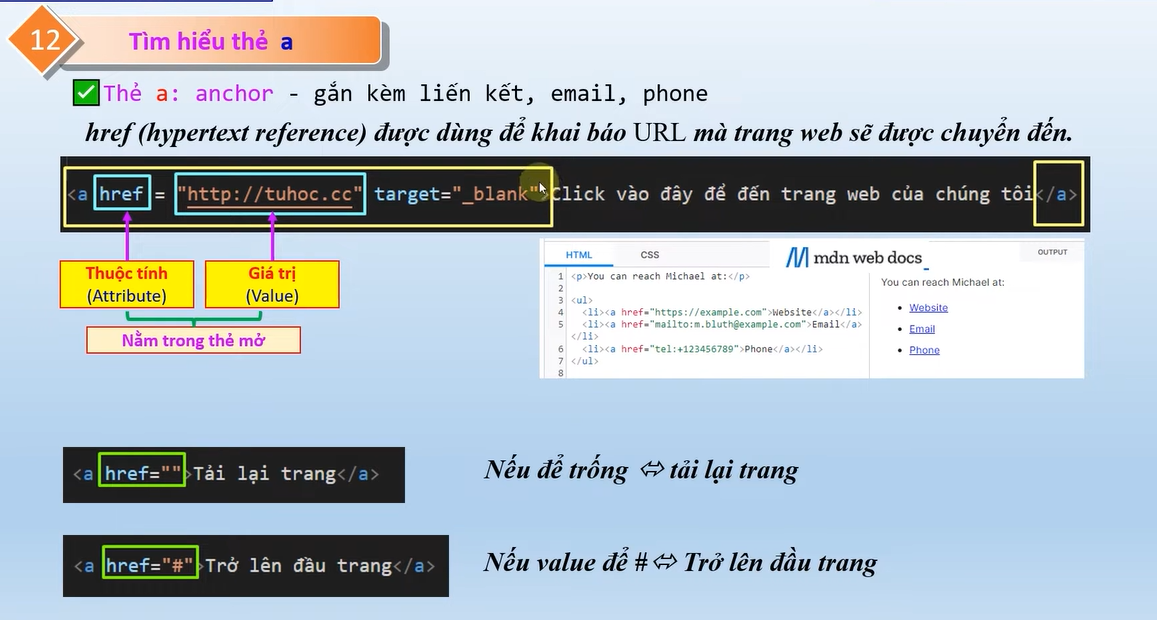 12
Tìm hiểu thẻ a
Thẻ a: anchor - gắn kèm liến kết, email, phone
href (hypertext reference) được dùng để khai báo URL mà trang web sẽ được chuyển đến.
<a href = "http://tuhoc.cc" target="_blank">Click vào đây để đến trang web của chúng tôi</a>
Thuộc tính
(Attribute)
Giá trị
(Value)
Nằm trong thẻ mở
HTML
CSS
mdn web docs
OUTPUT
1 <p>You can reach Michael at:</p>
2
3 <ul>
4 <li><a href="https://example.com">Website</a></li>
5 <li><a href="mailto:m.bluth@example.com">Email</a>
</li>
6 <li><a href="tel:+123456789">Phone</a></li>
7 </ul>
8
You can reach Michael at:
• Website
• Email
• Phone
<a href="">Tải lại trang</a>
Nếu để trống ⬄ tải lại trang
<a href="#">Trở lên đầu trang</a>
Nếu value để # ⬄ Trở lên đầu trang